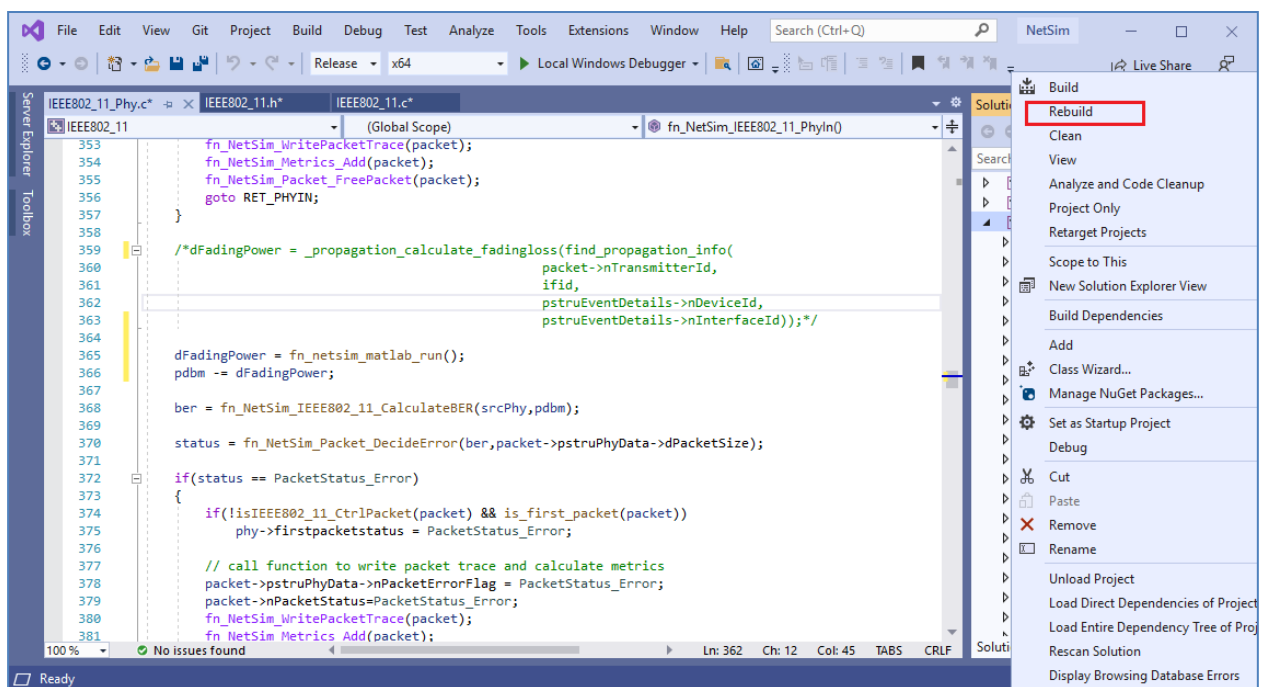 File Edit View Git Project Build Debug Test Analyze Tools Extensions Window Help Search (Ctrl+Q) NetSim
Release x64 Local Windows Debugger Live Share
Server Explorer
Toolbox
IEEE802_11_Phy.c* IEEE802_11.h* IEEE802_11.c*
IEEE802_11 (Global Scope) fn_NetSim_IEEE802_11_PhyIn()
353 fn_NetSim_WritePacketTrace(packet);
354 fn_NetSim_Metrics_Add(packet);
355 fn_NetSim_Packet_FreePacket(packet);
356 goto RET_PHYIN;
357 }
358
359 /*dFadingPower = _propagation_calculate_fadingloss(find_propagation_info(
360 packet->nTransmitterId,
361 ifid,
362 pstruEventDetails->nDeviceId,
363 pstruEventDetails->nInterfaceId));*/
364
365 dFadingPower = fn_netsim_matlab_run();
366 pdbm -= dFadingPower;
367
368 ber = fn_NetSim_IEEE802_11_CalculateBER(srcPhy,pdbm);
369
370 status = fn_NetSim_Packet_DecideError(ber,packet->pstruPhyData->dPacketSize);
371
372 if(status == PacketStatus_Error)
373 {
374 if(!isIEEE802_11_CtrlPacket(packet) && is_first_packet(packet))
375 phy->firstpacketstatus = PacketStatus_Error;
376
377 // call function to write packet trace and calculate metrics
378 packet->pstruPhyData->nPacketErrorFlag = PacketStatus_Error;
379 packet->nPacketStatus=PacketStatus_Error;
380 fn_NetSim_WritePacketTrace(packet);
381 fn_NetSim_Metrics_Add(packet);
100 % No issues found Ln: 362 Ch: 12 Col: 45 TABS CRLF
Ready
Soluti
Searcl
Soluti
Build
Rebuild
Clean
View
Analyze and Code Cleanup
Project Only
Retarget Projects
Scope to This
New Solution Explorer View
Build Dependencies
Add
Class Wizard...
Manage NuGet Packages...
Set as Startup Project
Debug
Cut
Paste
Remove
Rename
Unload Project
Load Direct Dependencies of Project
Load Entire Dependency Tree of Proj
Rescan Solution
Display Browsing Database Errors